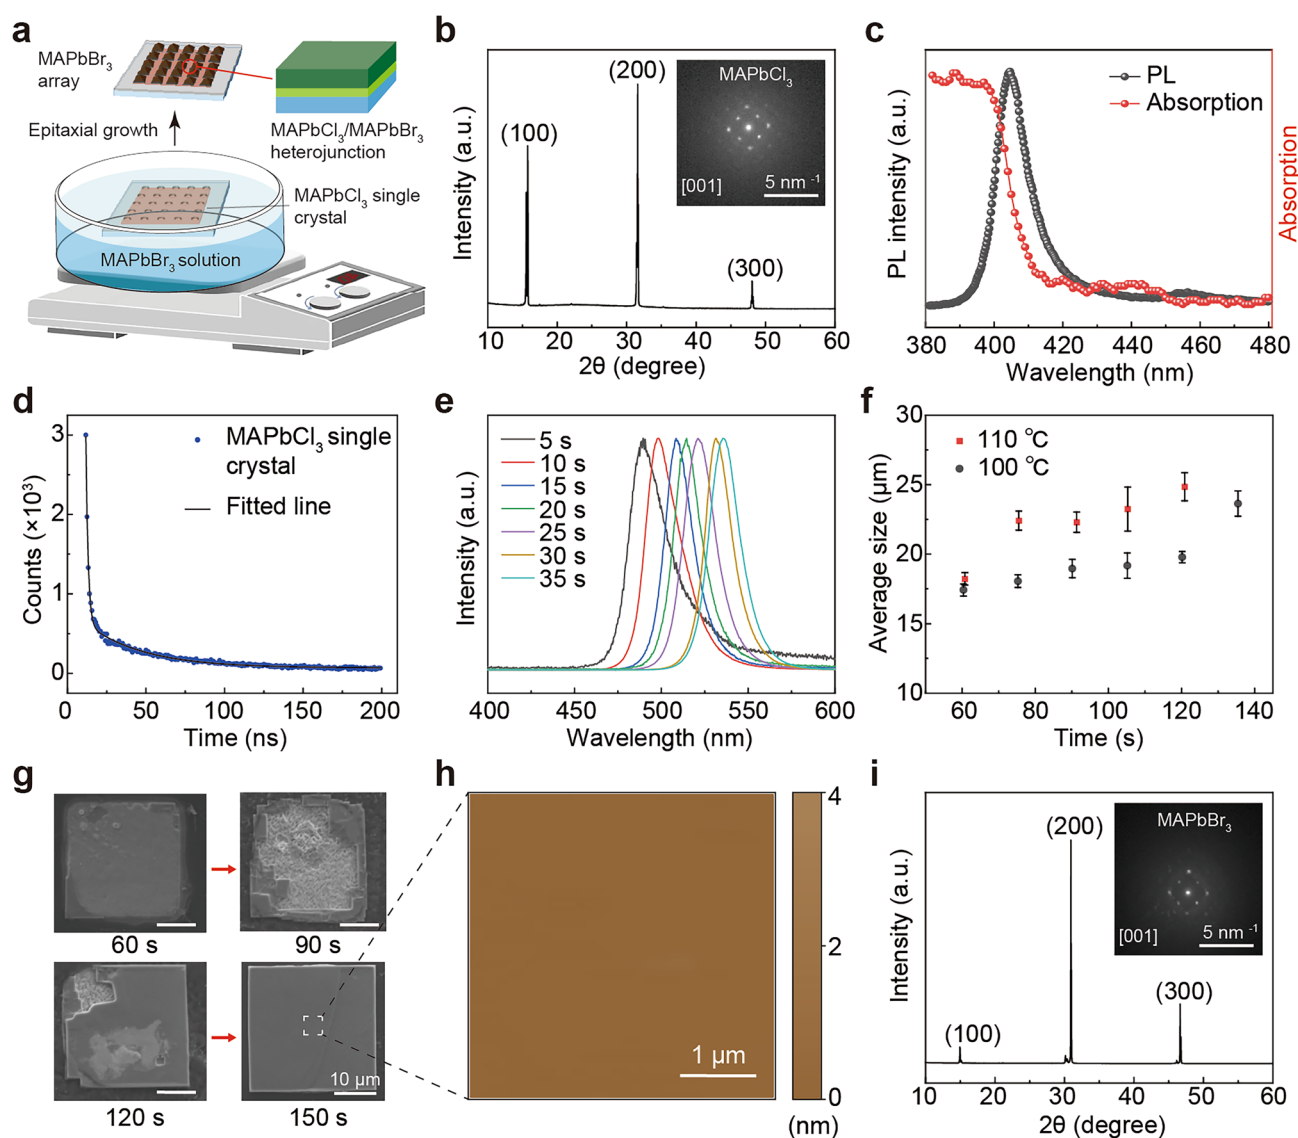 a
MAPbBr3
array
Epitaxial growth
MAPbCl3/MAPbBr3
heterojunction
MAPbCl3 single
crystal
MAPbBr3 solution
b
Intensity (a.u.)
(100)
(200)
(300)
MAPbCl3
[001]
5 nm -1
10 20 30 40 50 60
2θ (degree)
c
PL intensity (a.u.)
PL
Absorption
Absorption
380 400 420 440 460 480
Wavelength (nm)
d
Counts (×10³)
3
2
1
0
MAPbCl3 single
crystal
Fitted line
0 50 100 150 200
Time (ns)
e
Intensity (a.u.)
5 s
10 s
15 s
20 s
25 s
30 s
35 s
400 450 500 550 600
Wavelength (nm)
f
Average size (µm)
30
25
20
15
10
110 ℃
100 ℃
60 80 100 120 140
Time (s)
g
60 s
90 s
120 s
10 µm
150 s
h
1 µm
4
2
0
(nm)
i
Intensity (a.u.)
(100)
(200)
(300)
MAPbBr3
[001]
5 nm -1
10 20 30 40 50 60
2θ (degree)